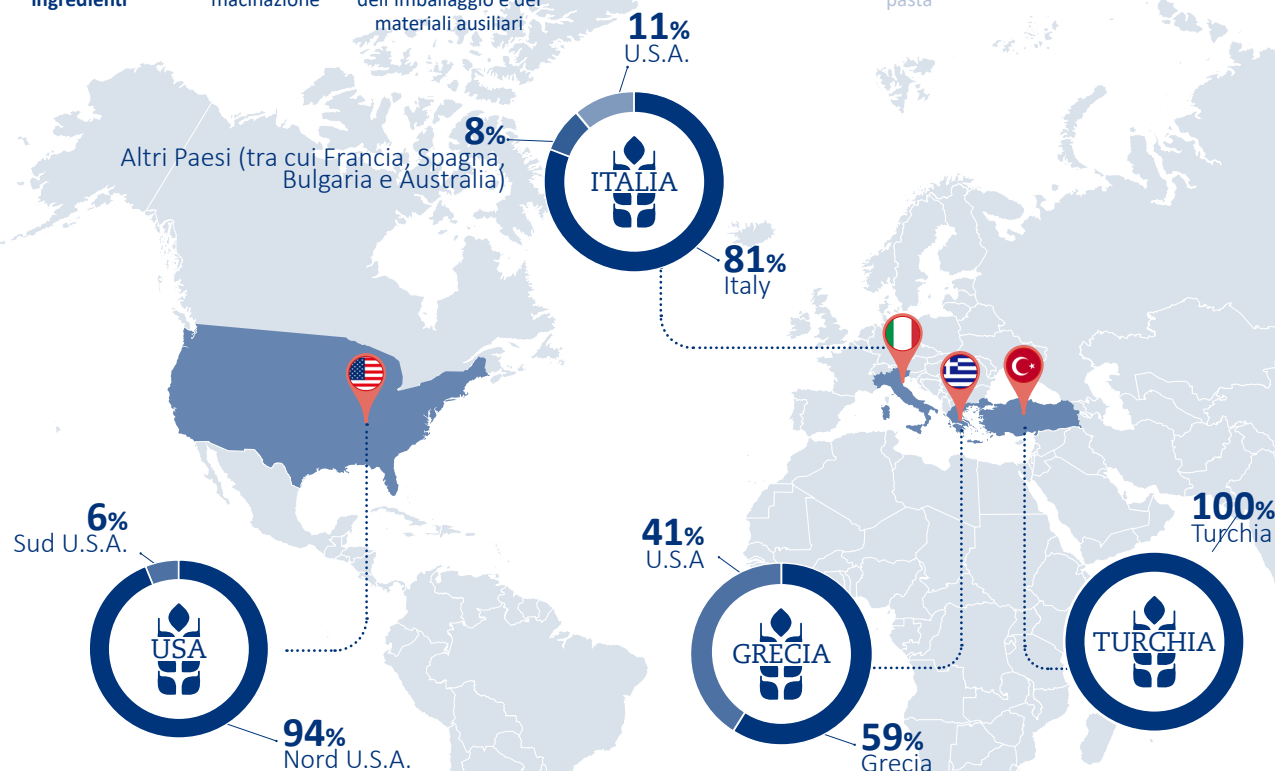 ingredienti
macinazione
dell'imballaggio e dei
materiali ausiliari
pasta
11%
U.S.A.
8%
Altri Paesi (tra cui Francia, Spagna,
Bulgaria e Australia)
ITALIA
81%
Italy
6%
Sud U.S.A.
USA
94%
Nord U.S.A.
41%
U.S.A
GRECIA
59%
Grecia
100%
Turchia
TURCHIA